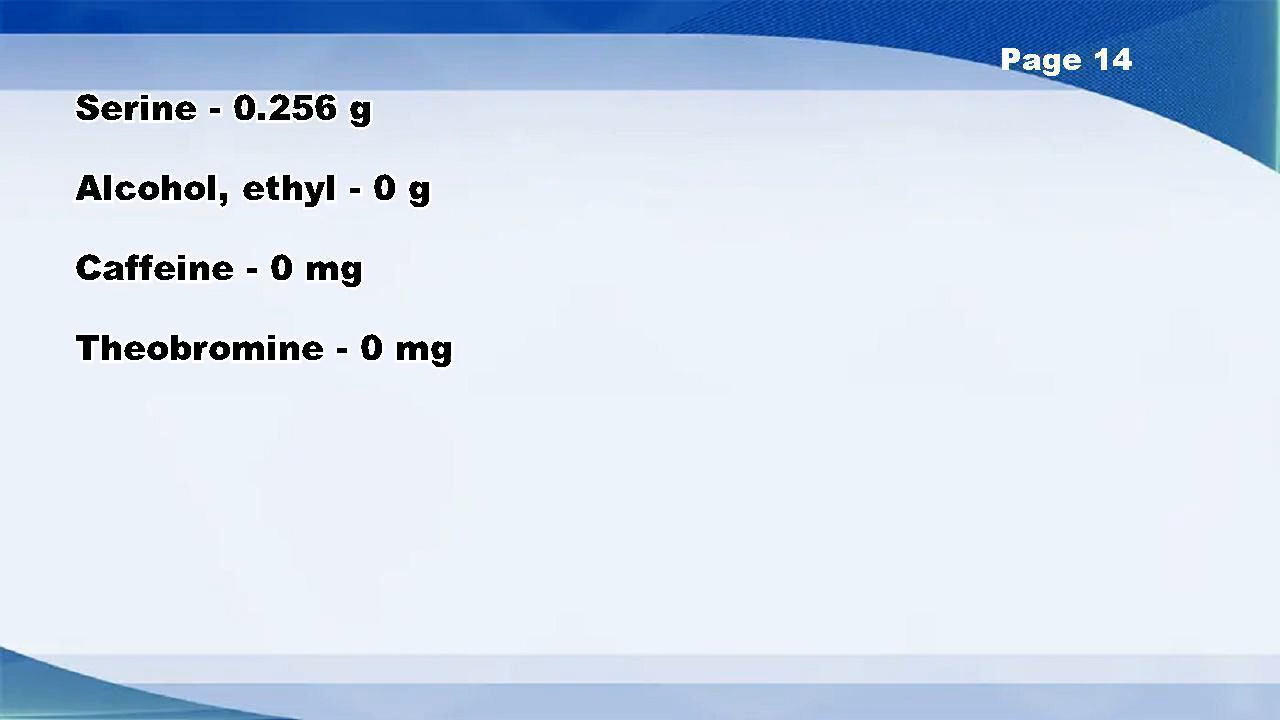 Page 14
Serine - 0.256 g
Alcohol, ethyl - 0 g
Caffeine - 0 mg
Theobromine - 0 mg